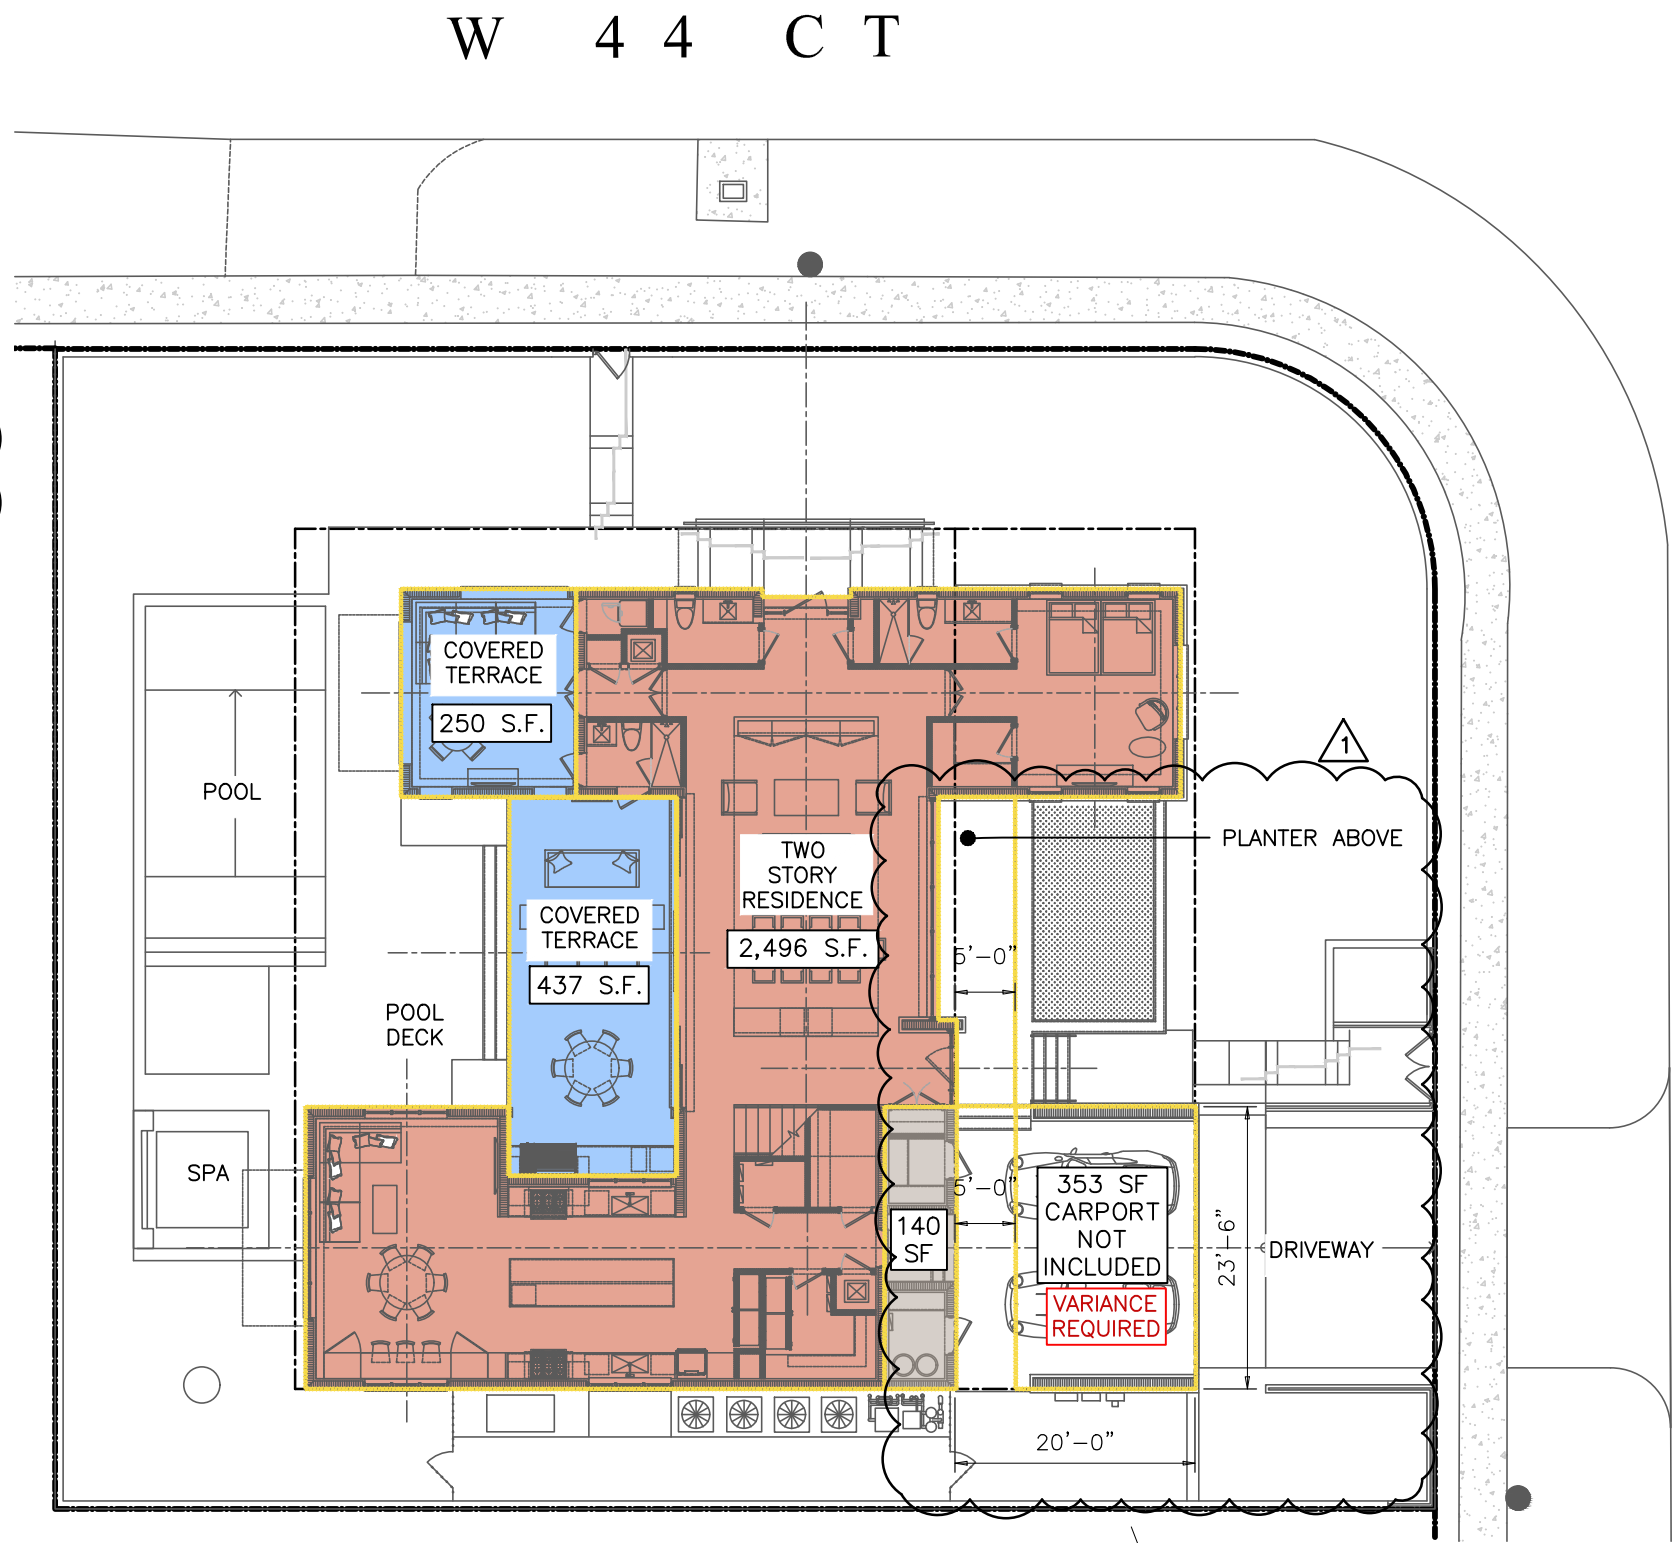 W 44 CT
COVERED
TERRACE
250 S.F.
POOL
1
PLANTER ABOVE
TWO
STORY
RESIDENCE
2,496 S.F.
COVERED
TERRACE
437 S.F.
5'-0"
POOL
DECK
SPA
5'-0"
353 SF
CARPORT
NOT
INCLUDED
140
SF
23'-6"
DRIVEWAY
VARIANCE
REQUIRED
20'-0"